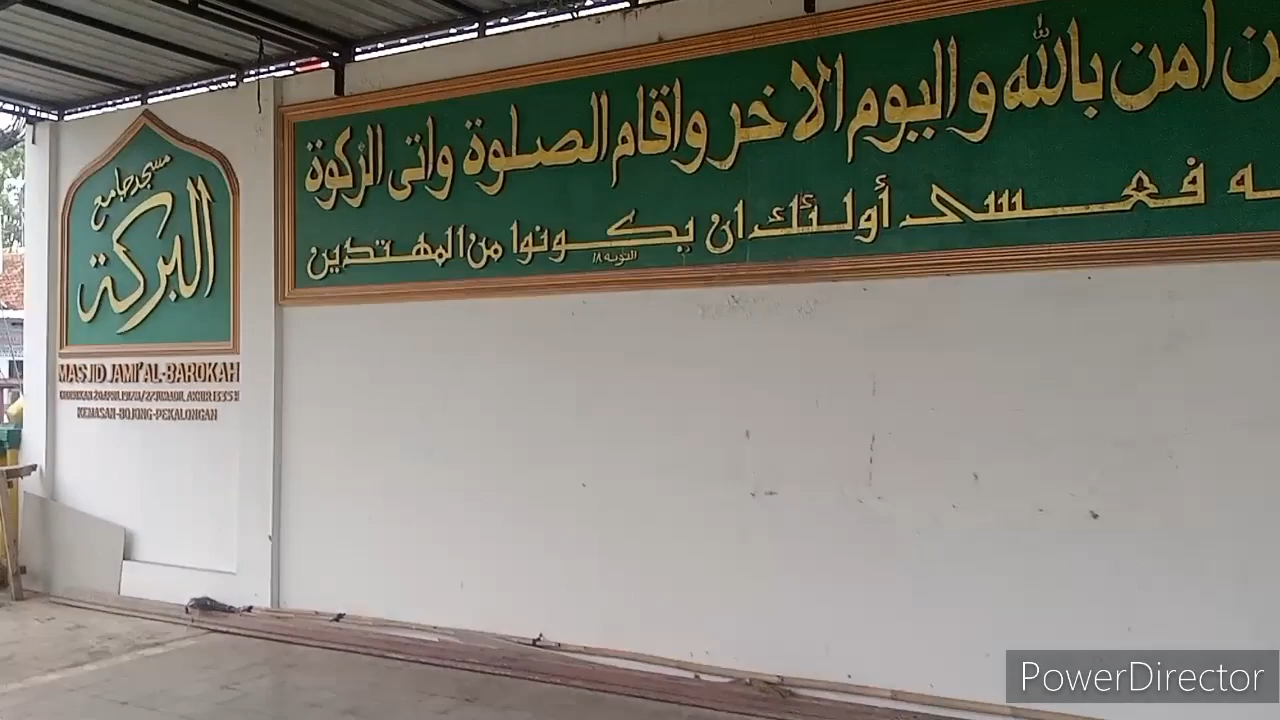 مسجد جامع
البركة
MASJID JAMI' AL-BAROKAH
KEMASAN-BOJONG-PEKALONGAN
امن بالله واليوم الاخر واقام الصلوة واتى الزكوة
فعسى أولئك ان يكونوا من المهتدين
التوبه ١٨
PowerDirector